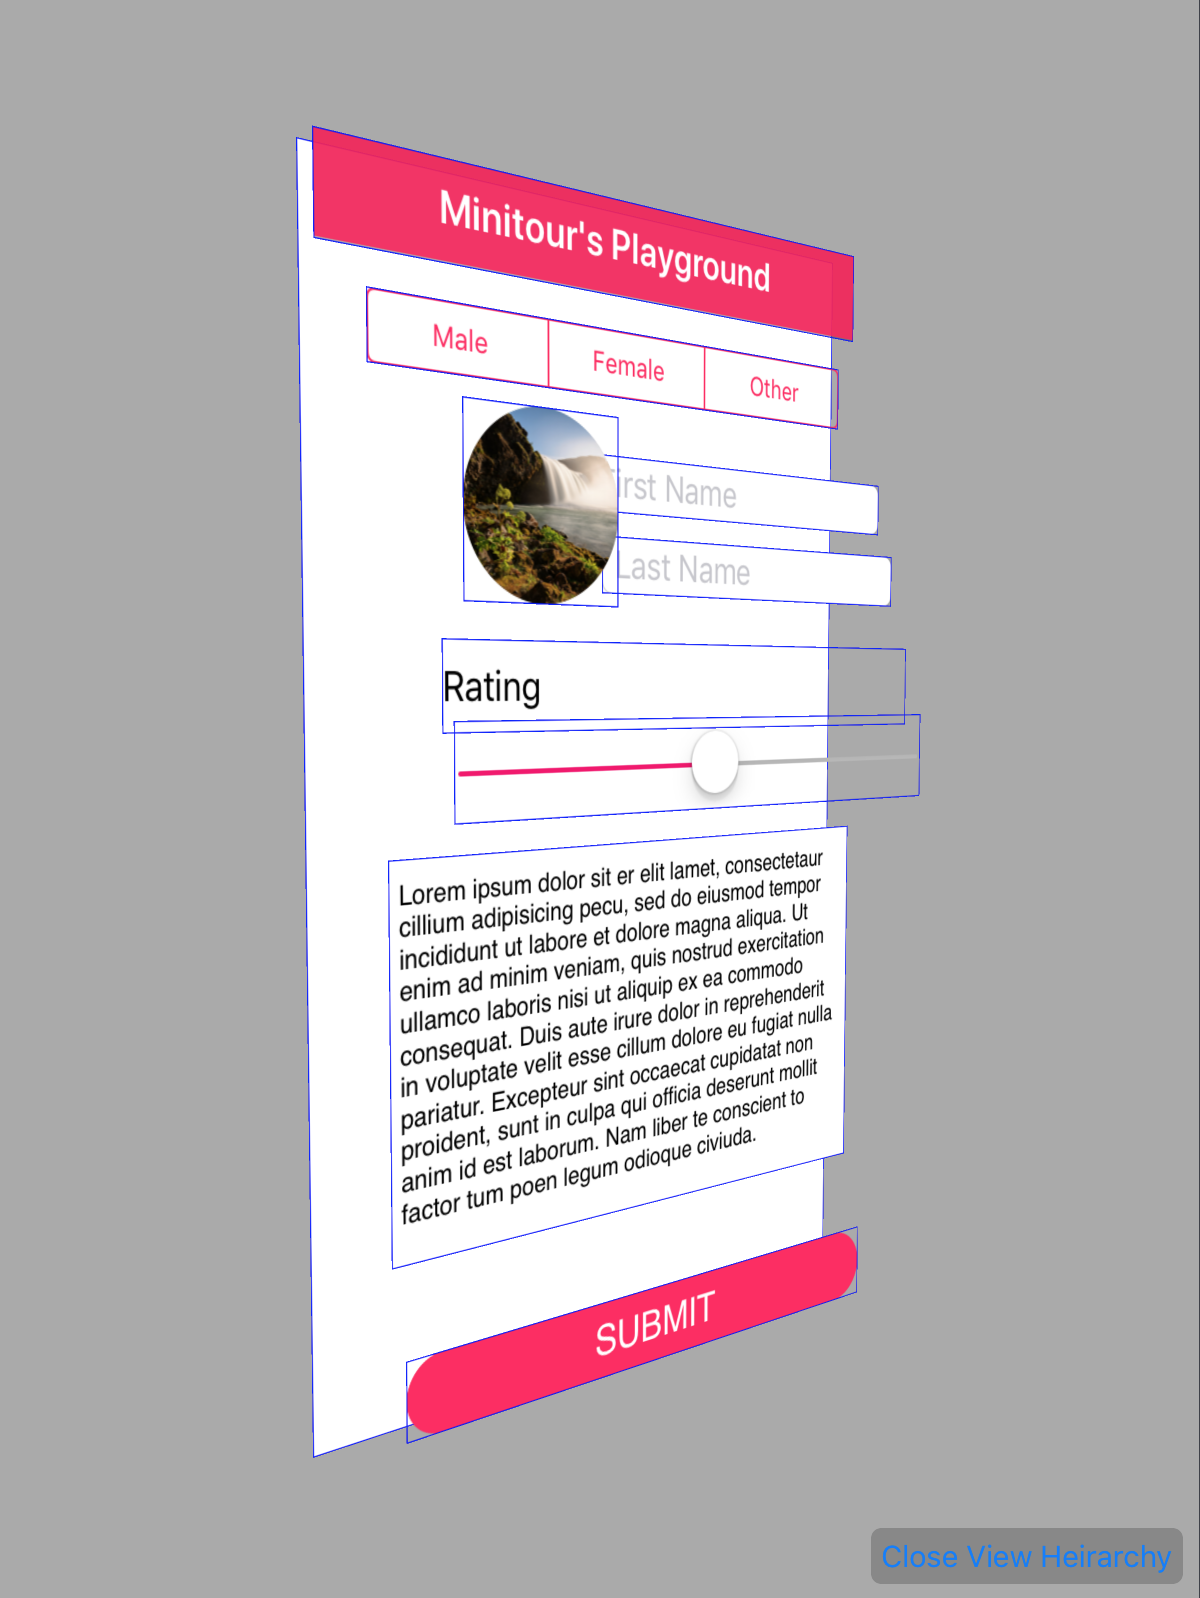 Minitour's Playground
Male Female Other
irst Name
Last Name
Rating
Lorem ipsum dolor sit er elit lamet, consectetaur
cillium adipisicing pecu, sed do eiusmod tempor
incididunt ut labore et dolore magna aliqua. Ut
enim ad minim veniam, quis nostrud exercitation
ullamco laboris nisi ut aliquip ex ea commodo
consequat. Duis aute irure dolor in reprehenderit
in voluptate velit esse cillum dolore eu fugiat nulla
pariatur. Excepteur sint occaecat cupidatat non
proident, sunt in culpa qui officia deserunt mollit
anim id est laborum. Nam liber te conscient to
factor tum poen legum odioque civiuda.
SUBMIT
Close View Heirarchy